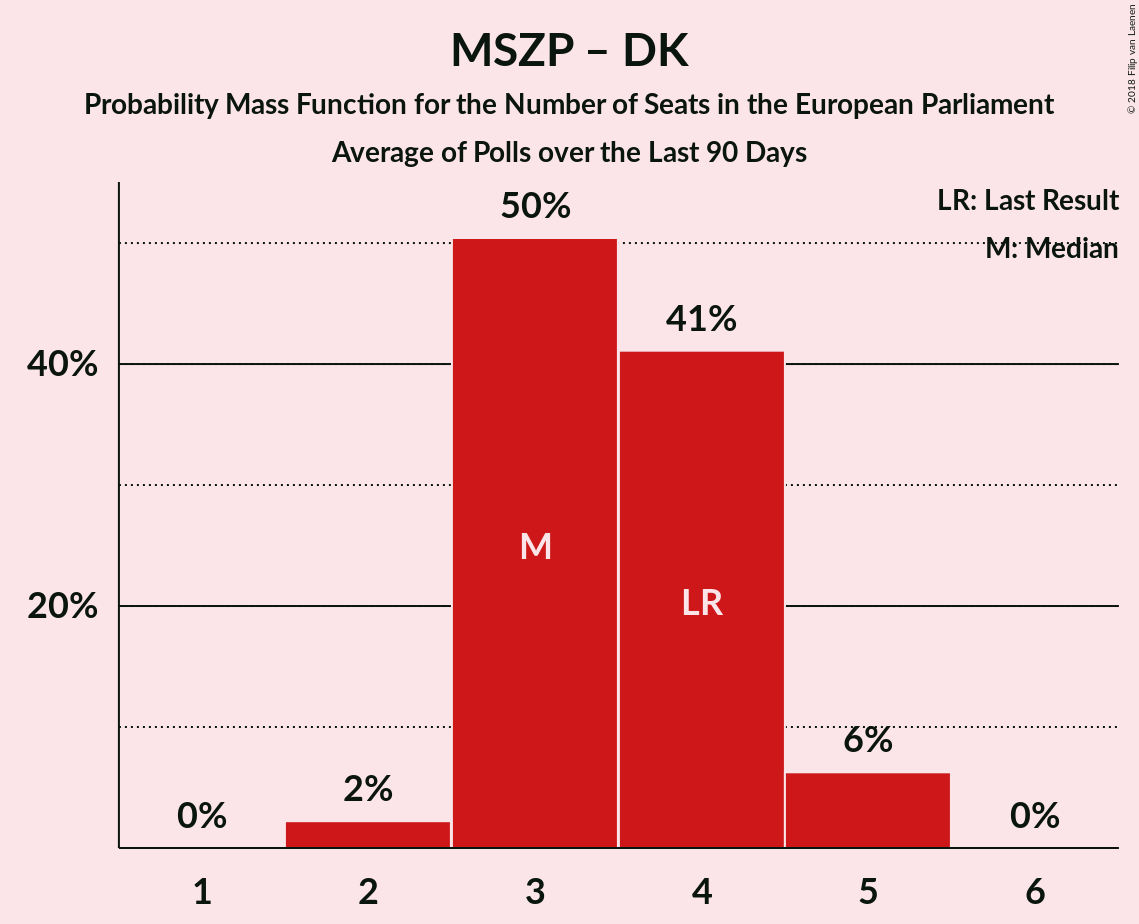 MSZP – DK
Probability Mass Function for the Number of Seats in the European Parliament
Average of Polls over the Last 90 Days
© 2018 Filip van Laenen
LR: Last Result
M: Median
50%
41%
40%
M
LR
20%
6%
2%
0%
0%
1 2 3 4 5 6